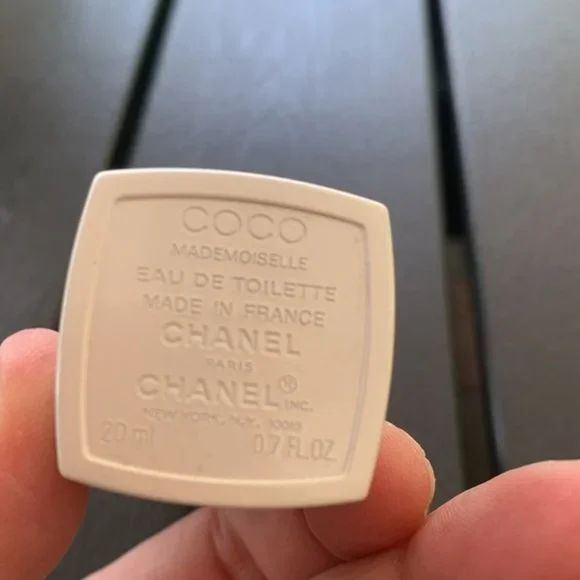 COCO
MADEMOISELLE
EAU DE TOILETTE
MADE IN FRANCE
CHANEL
PARIS
CHANEL® INC.
NEW YORK, N.Y. 10019
20 ml 0.7 FL.OZ.